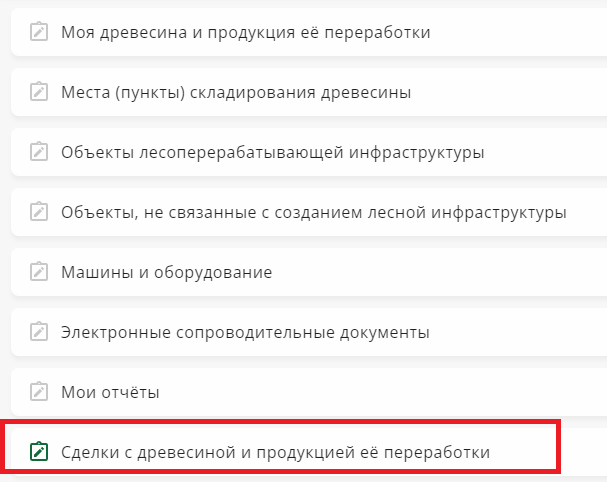 Моя древесина и продукция её переработки
Места (пункты) складирования древесины
Объекты лесоперерабатывающей инфраструктуры
Объекты, не связанные с созданием лесной инфраструктуры
Машины и оборудование
Электронные сопроводительные документы
Мои отчёты
Сделки с древесиной и продукцией её переработки